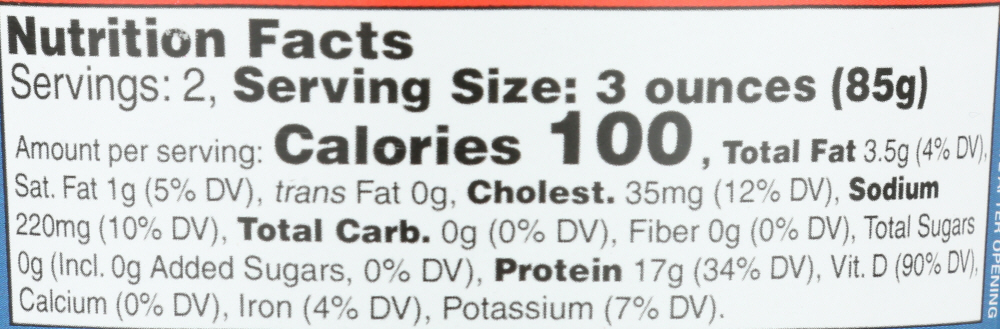 Nutrition Facts
Servings: 2, Serving Size: 3 ounces (85g)
Amount per serving: Calories 100, Total Fat 3.5g (4% DV),
Sat. Fat 1g (5% DV), trans Fat 0g, Cholest. 35mg (12% DV), Sodium
220mg (10% DV), Total Carb. 0g (0% DV), Fiber 0g (0% DV), Total Sugars
0g (Incl. 0g Added Sugars, 0% DV), Protein 17g (34% DV), Vit. D (90% DV),
Calcium (0% DV), Iron (4% DV), Potassium (7% DV).
OPENING